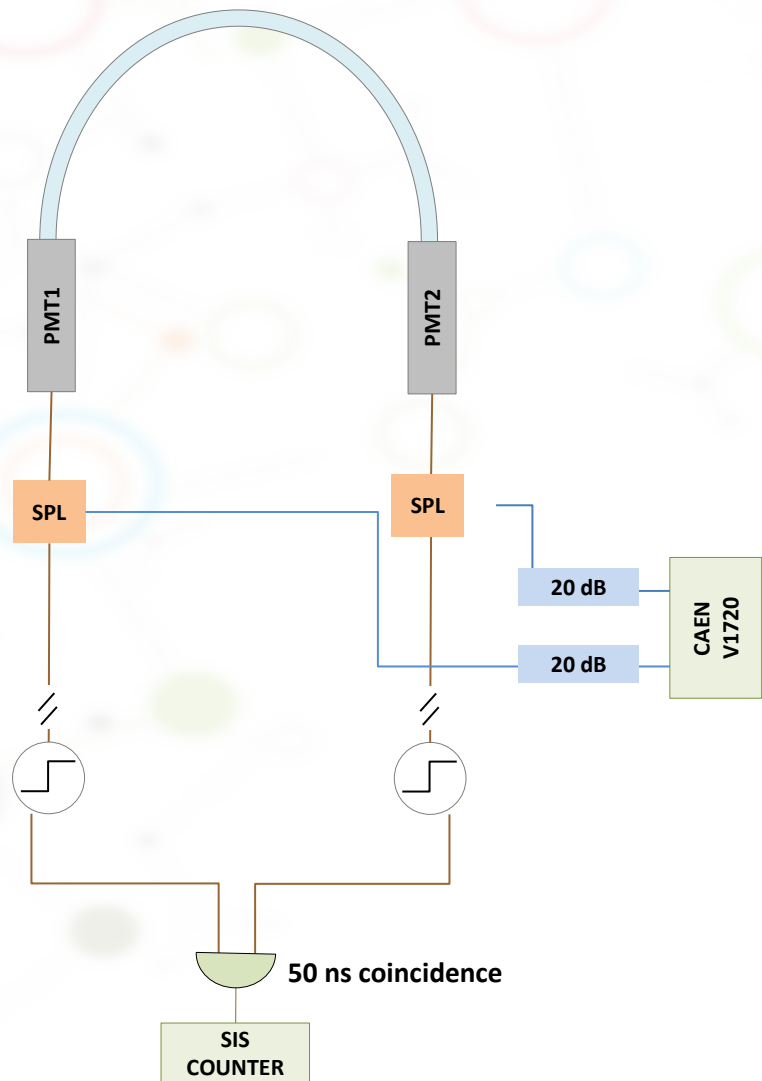 PMT1
PMT2
SPL
SPL
20 dB
20 dB
CAEN
V1720
50 ns coincidence
SIS
COUNTER